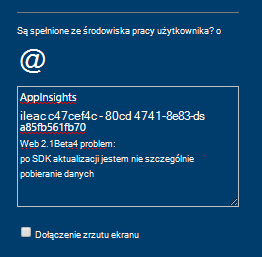 Są spełnione ze środowiska pracy użytkownika? o
@
AppInsights
ileac c47cef4c - 80cd 4741-8e83-ds
a85fb561fb70
Web 2.1Beta4 problem:
po SDK aktualizacji jestem nie szczególnie
pobieranie danych
Dołączenie zrzutu ekranu